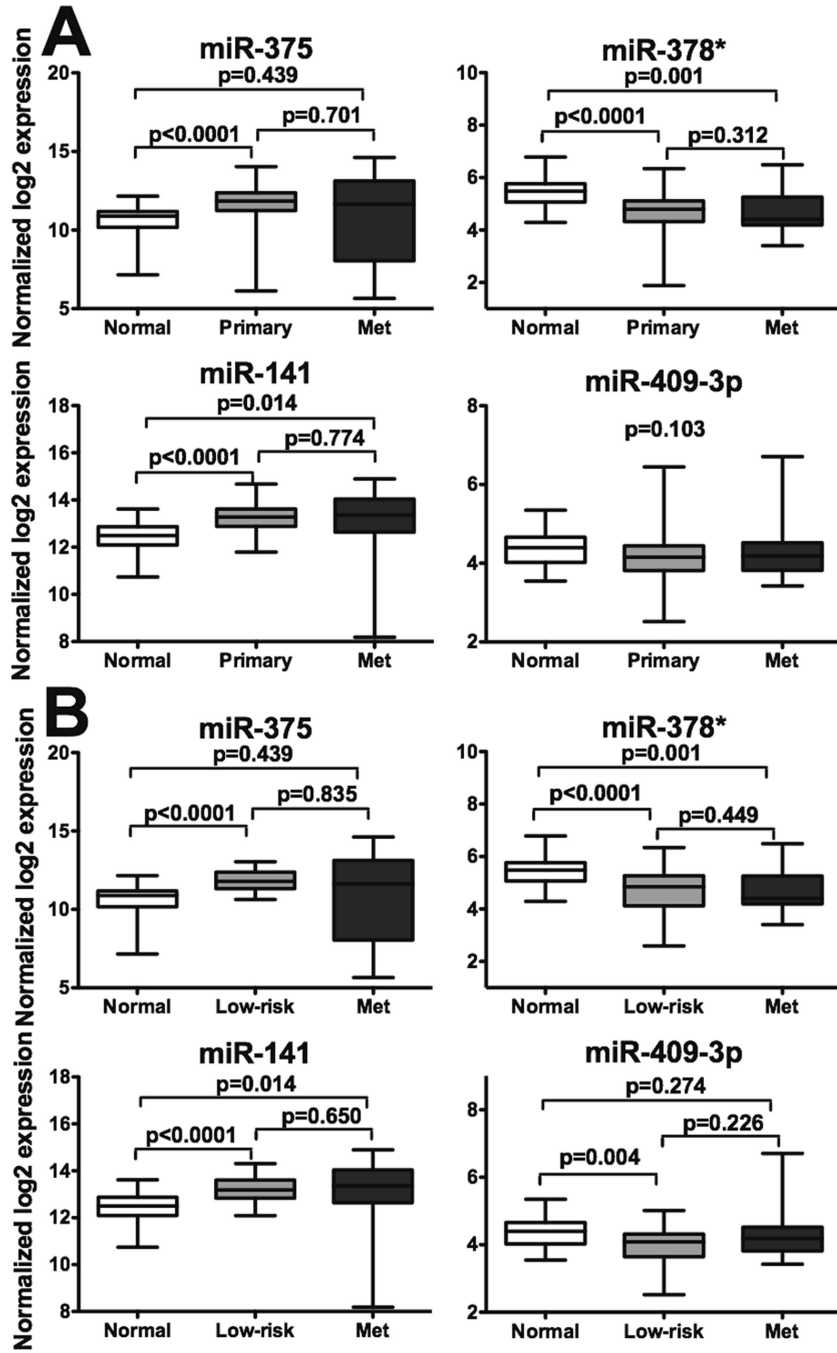 A
miR-375
Normalized log2 expression
20
15
10
5
p=0.439
p<0.0001
p=0.701
Normal Primary Met
miR-378*
10
8
6
4
2
p=0.001
p<0.0001
p=0.312
Normal Primary Met
miR-141
Normalized log2 expression
18
16
14
12
10
8
p=0.014
p<0.0001
p=0.774
Normal Primary Met
miR-409-3p
8
6
4
2
p=0.103
Normal Primary Met
B
miR-375
Normalized log2 expression
20
15
10
5
p=0.439
p<0.0001
p=0.835
Normal Low-risk Met
miR-378*
10
8
6
4
2
p=0.001
p<0.0001
p=0.449
Normal Low-risk Met
miR-141
Normalized log2 expression
18
16
14
12
10
8
p=0.014
p<0.0001
p=0.650
Normal Low-risk Met
miR-409-3p
8
6
4
2
p=0.274
p=0.004
p=0.226
Normal Low-risk Met